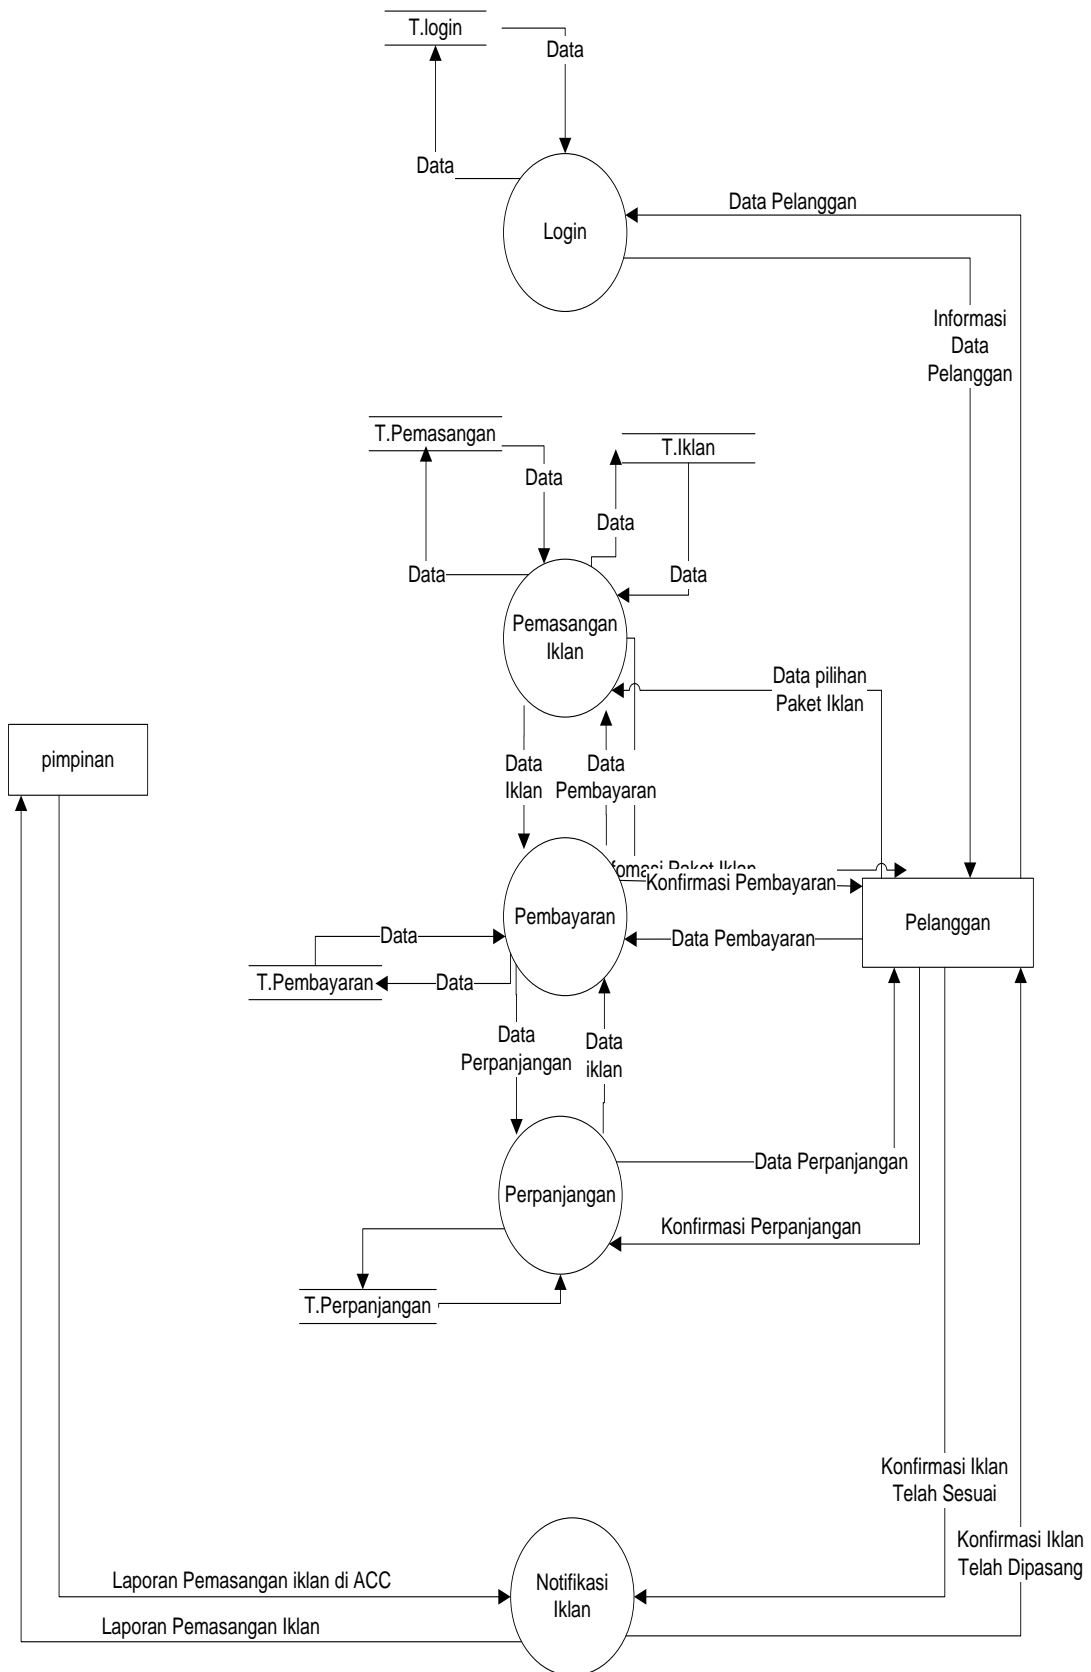 T.login
Data
Data
Data Pelanggan
Login
Informasi
Data
Pelanggan
T.Pemasangan
T.Iklan
Data
Data
Data
Data
Pemasangan
Iklan
Data pilihan
Paket Iklan
pimpinan
Data
Iklan
Data
Pembayaran
Paket Iklan
Konfirmasi Pembayaran
Pembayaran
Pelanggan
Data
Data Pembayaran
T.Pembayaran
Data
Data
Perpanjangan
Data
iklan
Data Perpanjangan
Perpanjangan
Konfirmasi Perpanjangan
T.Perpanjangan
Konfirmasi Iklan
Telah Sesuai
Konfirmasi Iklan
Telah Dipasang
Notifikasi
Iklan
Laporan Pemasangan iklan di ACC
Laporan Pemasangan Iklan